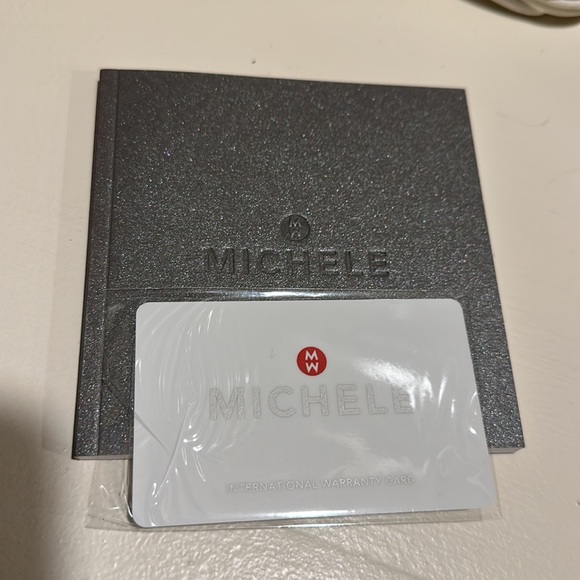 MW
MICHELE
MW
MICHELE
INTERNATIONAL WARRANTY CARD